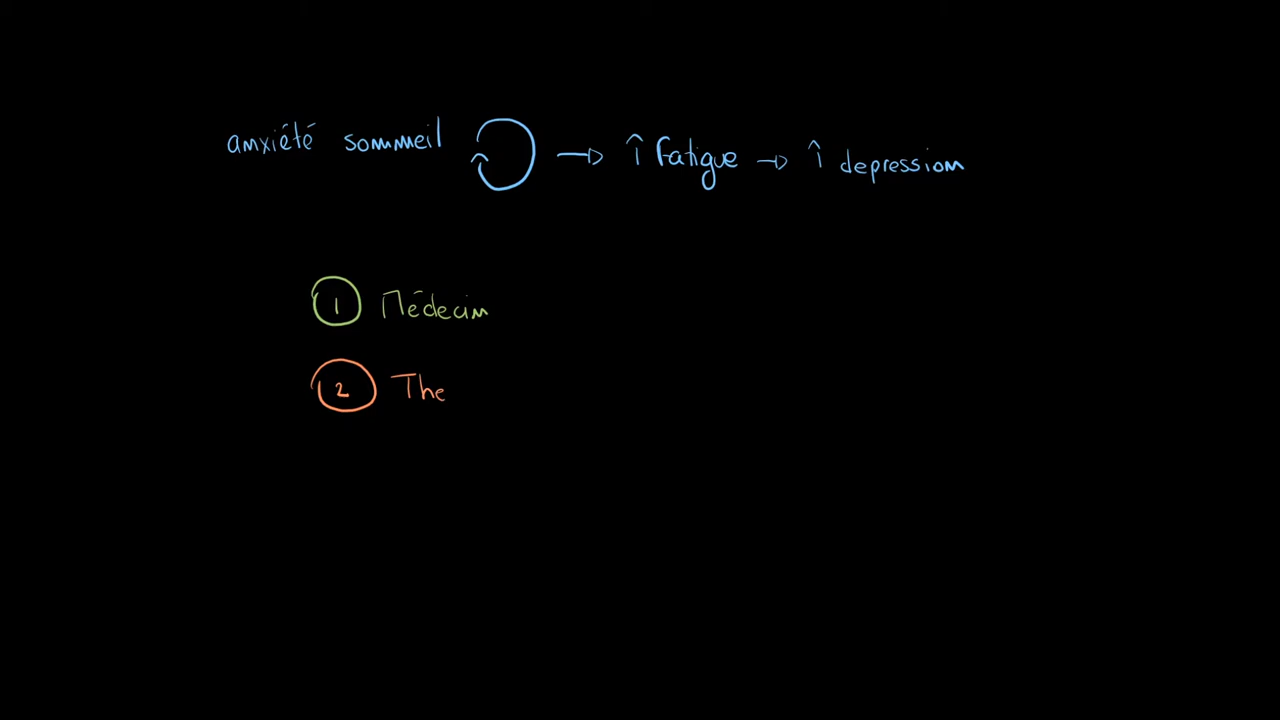 anxiété sommeil → ↑ fatigue → ↑ depression
1 Médecin
2 The